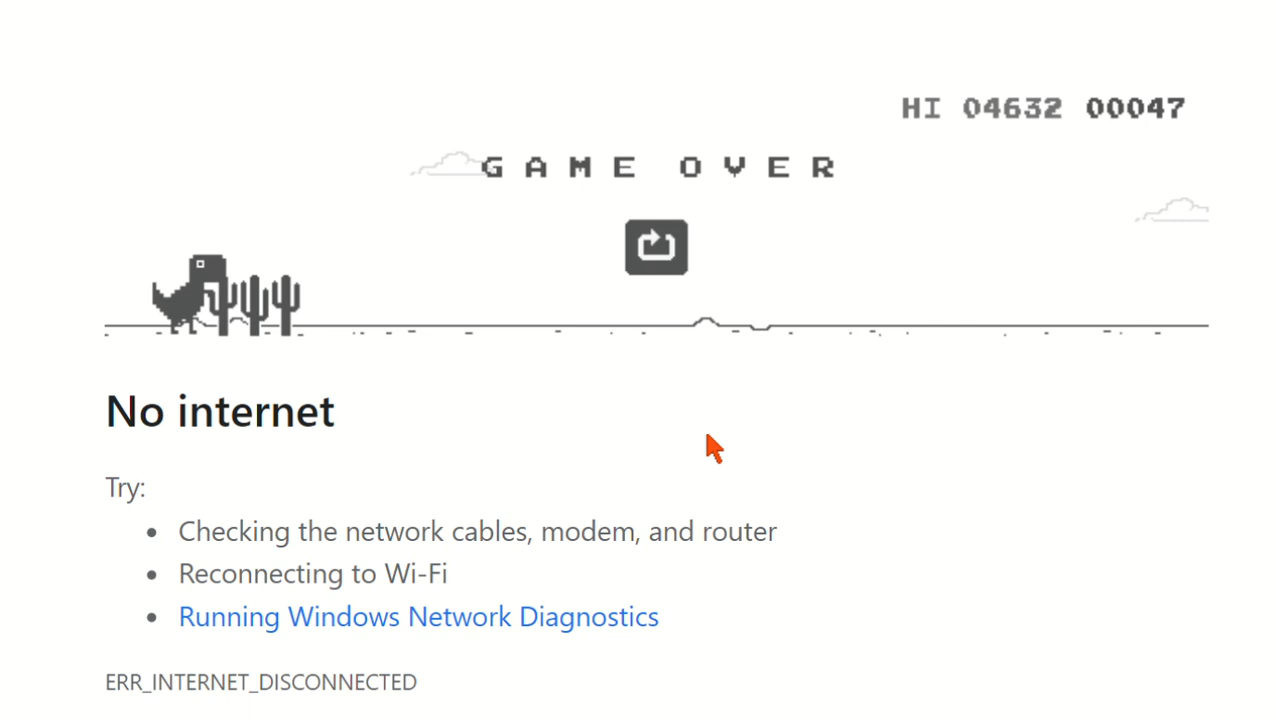 HI 04632 00047
GAME OVER
No internet
Try:
Checking the network cables, modem, and router
Reconnecting to Wi-Fi
Running Windows Network Diagnostics
ERR_INTERNET_DISCONNECTED